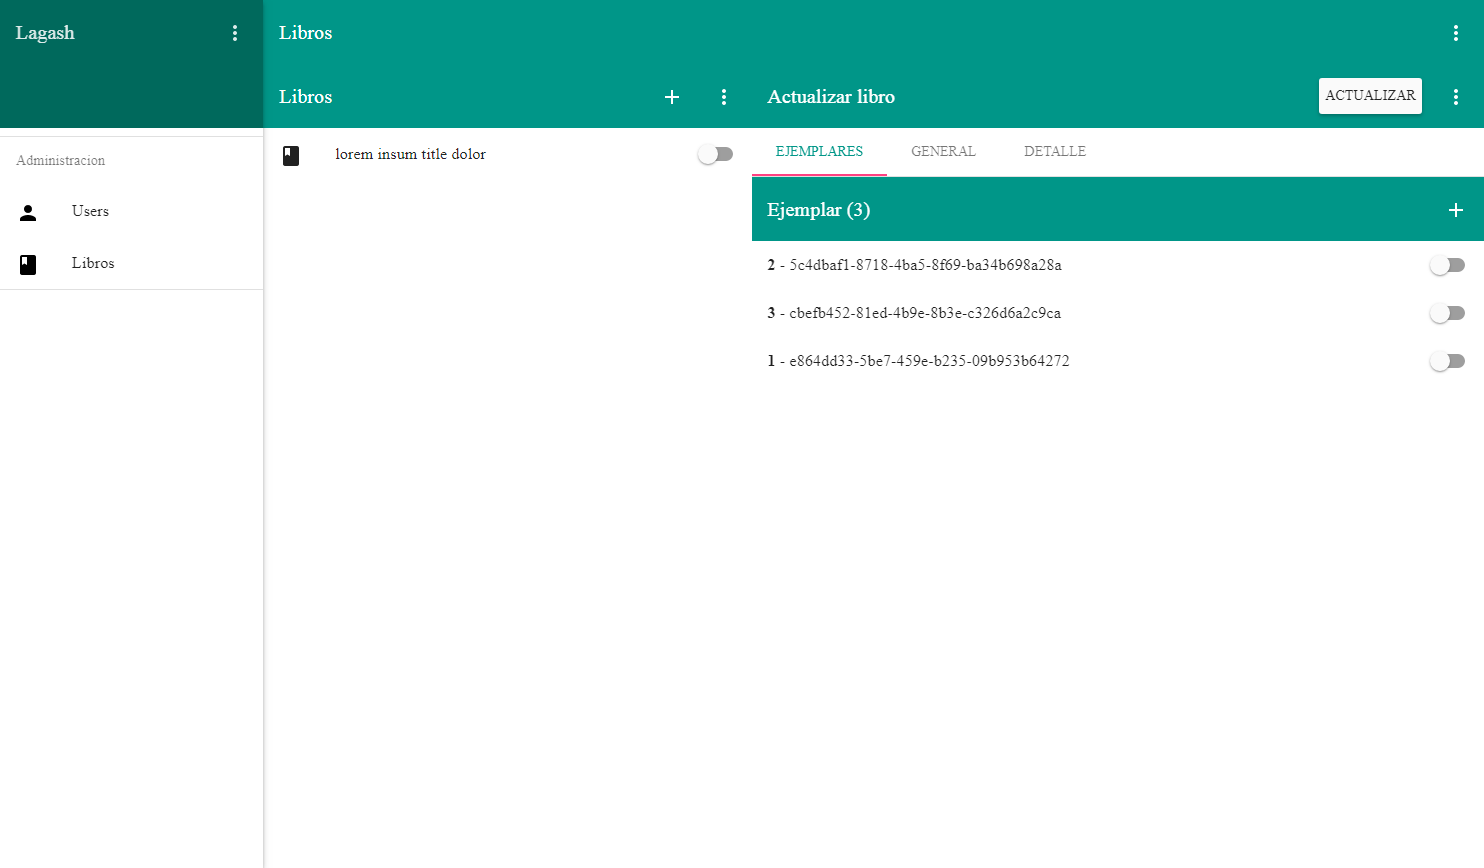 Lagash
Administracion
Users
Libros
Libros
Libros
lorem insum title dolor
Actualizar libro
ACTUALIZAR
EJEMPLARES GENERAL DETALLE
Ejemplar (3)
2 - 5c4dbaf1-8718-4ba5-8f69-ba34b698a28a
3 - cbefb452-81ed-4b9e-8b3e-c326d6a2c9ca
1 - e864dd33-5be7-459e-b235-09b953b64272